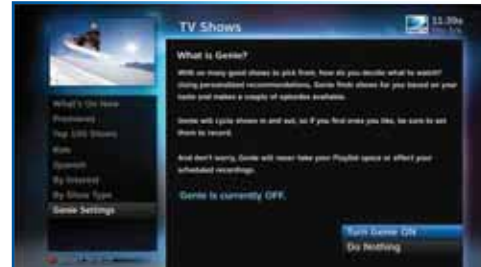 TV Shows
11:39a
What is Genie?
With so many good shows to pick from, how do you decide what to watch?
Using personalized recommendations, Genie finds shows for you based on your
taste and makes a couple of episodes available.
Genie will cycle shows in and out, so if you find ones you like, be sure to set
them to record.
And don't worry, Genie will never take your Playlist space or affect your
scheduled recordings.
Genie is currently OFF.
What's On Now
Premieres
Top 100 Shows
Kids
Spanish
By Interest
By Show Type
Genie Settings
Turn Genie ON
Do Nothing